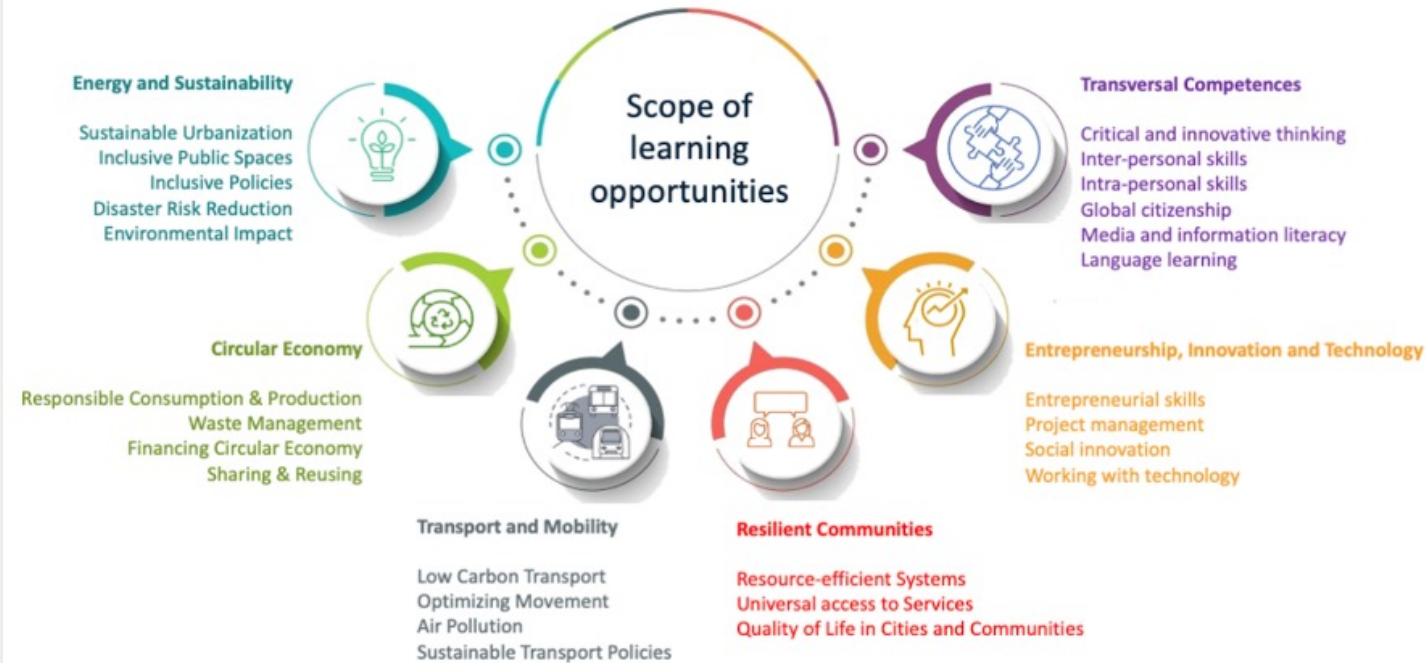 Scope of
learning
opportunities
Energy and Sustainability
Sustainable Urbanization
Inclusive Public Spaces
Inclusive Policies
Disaster Risk Reduction
Environmental Impact
Circular Economy
Responsible Consumption & Production
Waste Management
Financing Circular Economy
Sharing & Reusing
Transport and Mobility
Low Carbon Transport
Optimizing Movement
Air Pollution
Sustainable Transport Policies
Resilient Communities
Resource-efficient Systems
Universal access to Services
Quality of Life in Cities and Communities
Entrepreneurship, Innovation and Technology
Entrepreneurial skills
Project management
Social innovation
Working with technology
Transversal Competences
Critical and innovative thinking
Inter-personal skills
Intra-personal skills
Global citizenship
Media and information literacy
Language learning